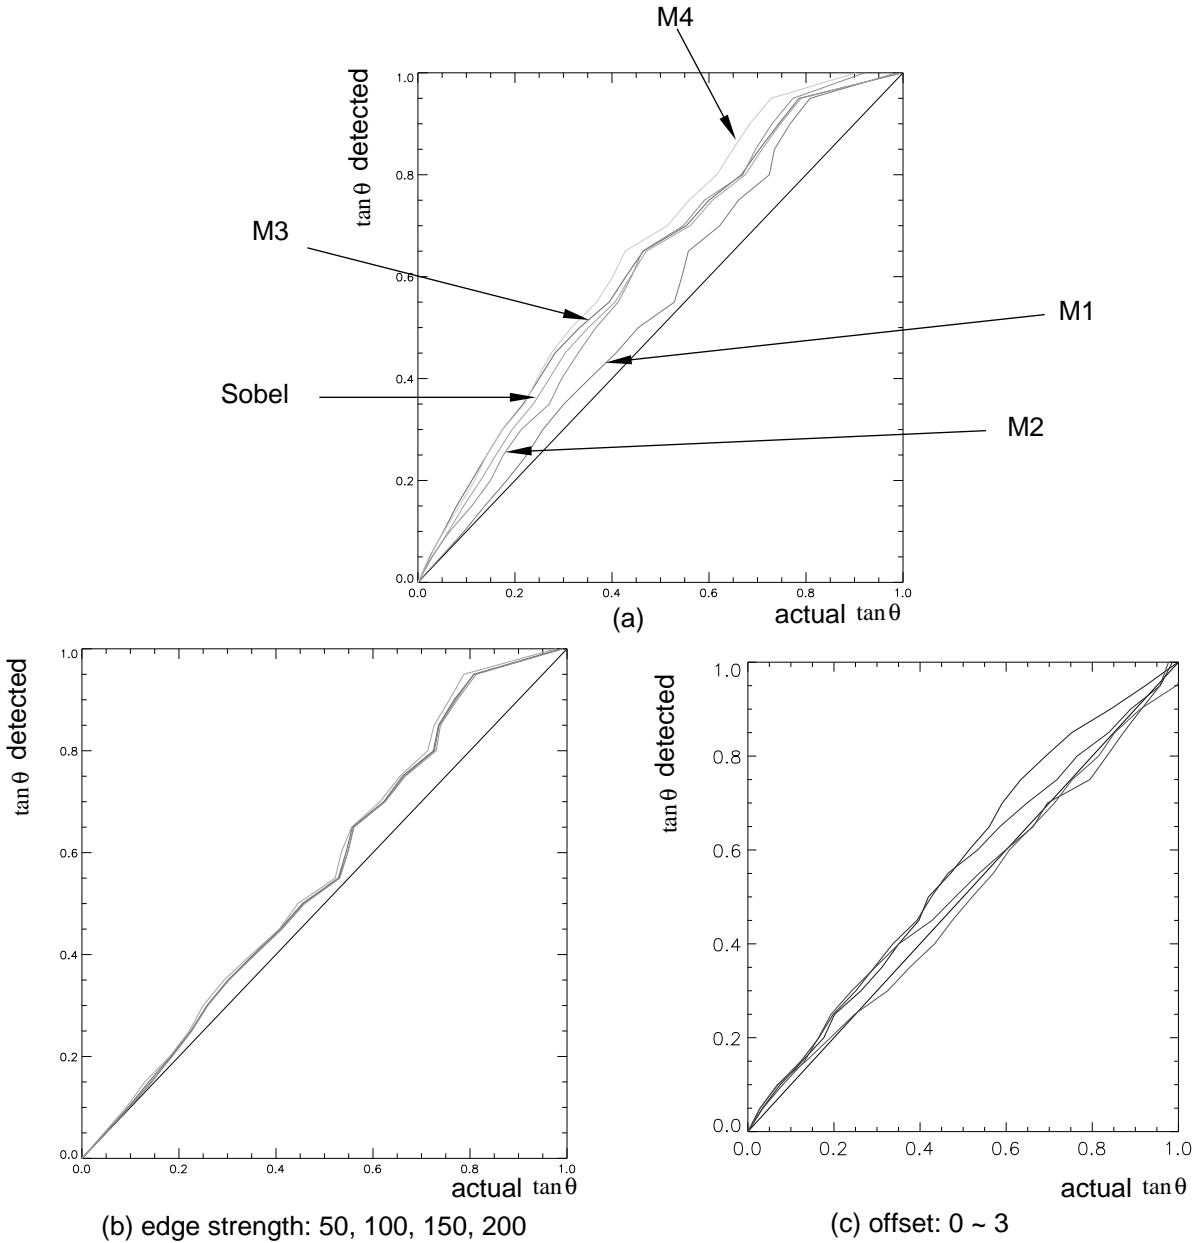 M4
tan θ detected
1.0
0.8
M3
0.6
M1
Sobel
0.4
M2
0.2
0.0
0.0 0.2 0.4 0.6 0.8 1.0
(a)
actual tan θ
tan θ detected
1.0
0.8
0.6
0.4
0.2
0.0
0.0 0.2 0.4 0.6 0.8 1.0
actual tan θ
(b) edge strength: 50, 100, 150, 200
tan θ detected
1.0
0.8
0.6
0.4
0.2
0.0
0.0 0.2 0.4 0.6 0.8 1.0
actual tan θ
(c) offset: 0 ~ 3